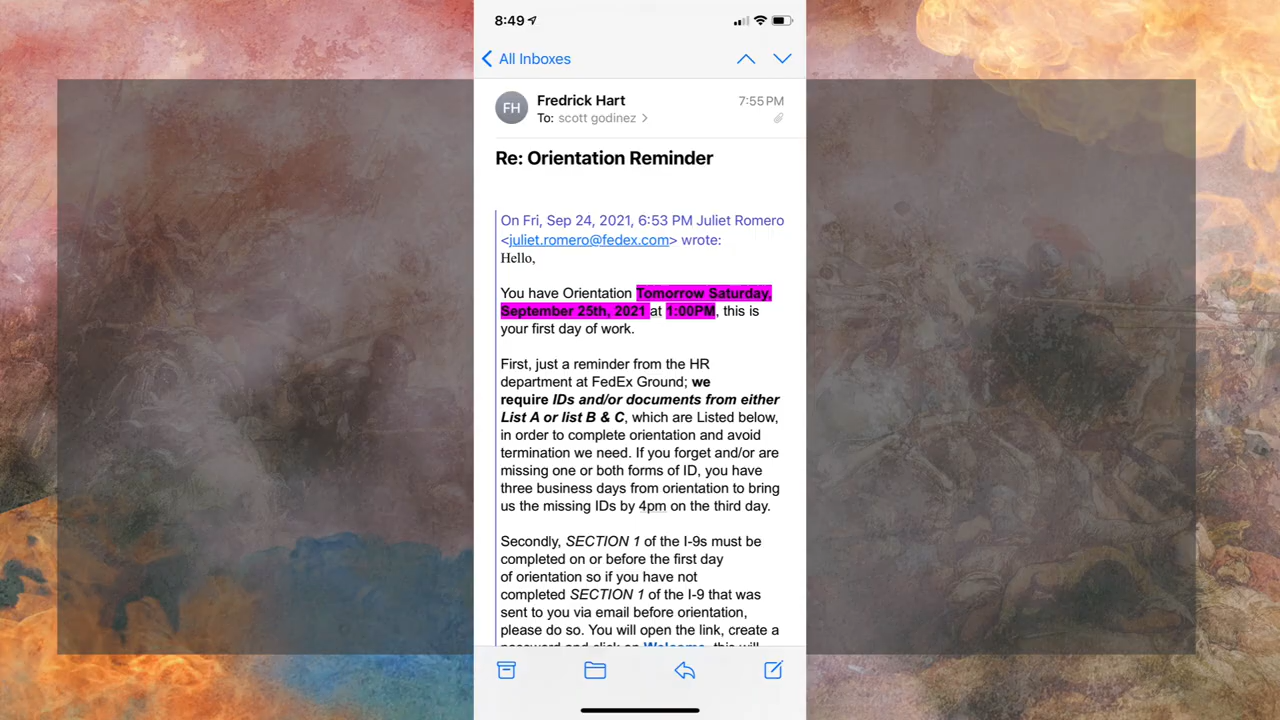 8:49
All Inboxes
FH
Fredrick Hart
7:55 PM
To: scott godinez
Re: Orientation Reminder
On Fri, Sep 24, 2021, 6:53 PM Juliet Romero
<juliet.romero@fedex.com> wrote:
Hello,
You have Orientation Tomorrow Saturday,
September 25th, 2021 at 1:00PM, this is
your first day of work.
First, just a reminder from the HR
department at FedEx Ground; we
require IDs and/or documents from either
List A or list B & C, which are Listed below,
in order to complete orientation and avoid
termination we need. If you forget and/or are
missing one or both forms of ID, you have
three business days from orientation to bring
us the missing IDs by 4pm on the third day.
Secondly, SECTION 1 of the I-9s must be
completed on or before the first day
of orientation so if you have not
completed SECTION 1 of the I-9 that was
sent to you via email before orientation,
please do so. You will open the link, create a
password and click on Welcome, this will